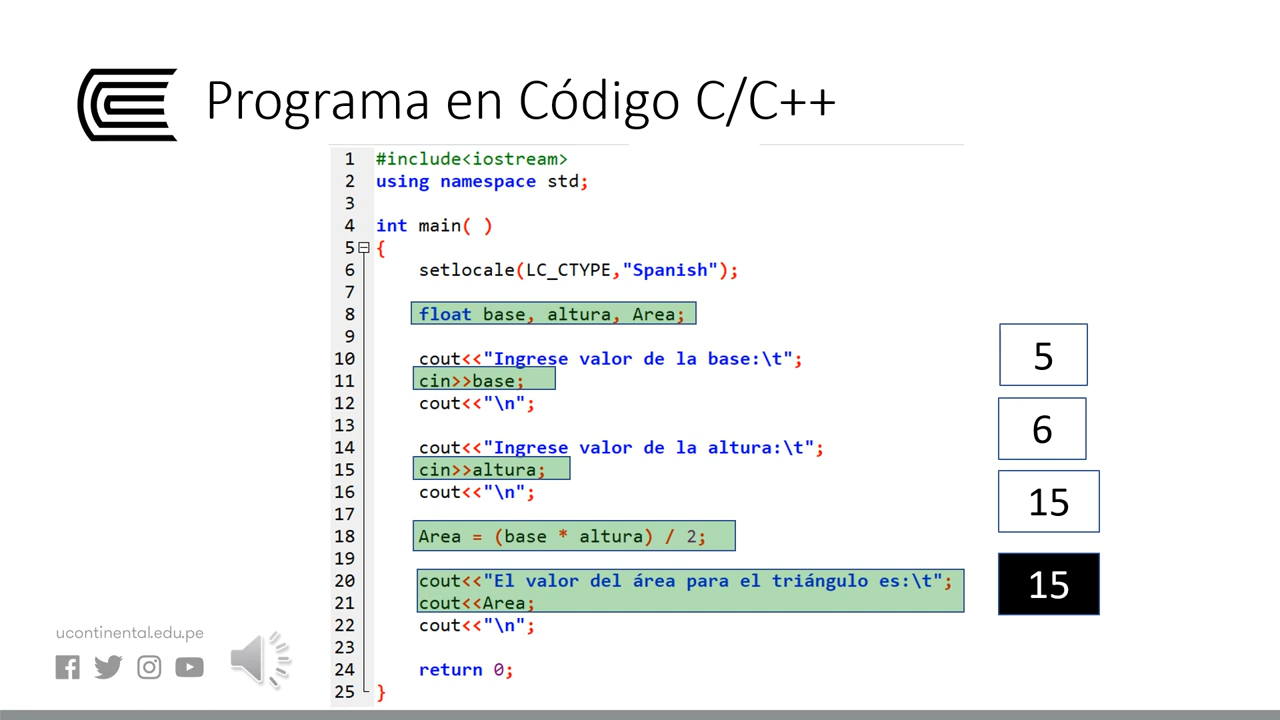 Programa en Código C/C++
1 #include<iostream>
2 using namespace std;
3
4 int main( )
5 {
6 setlocale(LC_CTYPE,"Spanish");
7
8 float base, altura, Area;
9
10 cout<<"Ingrese valor de la base:\t";
11 cin>>base;
12 cout<<"\n";
13
14 cout<<"Ingrese valor de la altura:\t";
15 cin>>altura;
16 cout<<"\n";
17
18 Area = (base * altura) / 2;
19
20 cout<<"El valor del área para el triángulo es:\t";
21 cout<<Area;
22 cout<<"\n";
23
24 return 0;
25 }
5
6
15
15
ucontinental.edu.pe